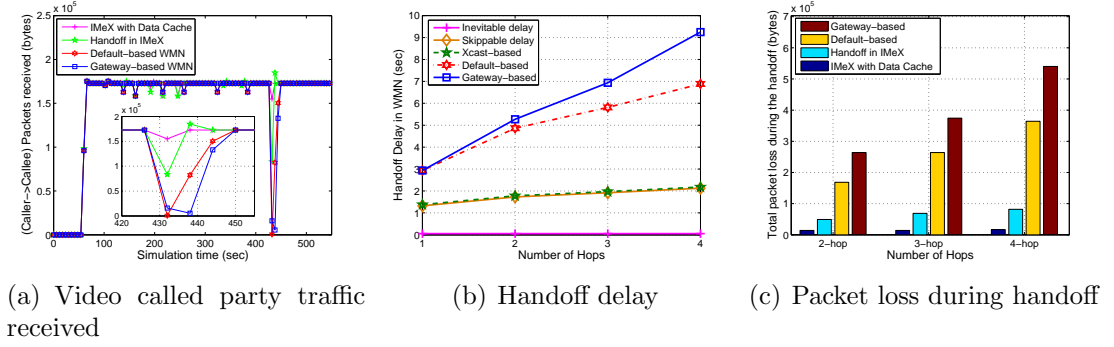 x 10^5
(Caller−>Callee) Packets received (bytes)
2.5
2
1.5
1
0.5
0
0
100
200
300
400
500
Simulation time (sec)
IMeX with Data Cache
Handoff in IMeX
Default−based WMN
Gateway−based WMN
x 10^5
2
1.5
1
0.5
0
420
430
440
450
(a) Video called party traffic
received
Handoff Delay in WMN (sec)
10
9
8
7
6
5
4
3
2
1
0
1
2
3
4
Number of Hops
Inevitable delay
Skippable delay
Xcast−based
Default−based
Gateway−based
(b) Handoff delay
x 10^5
Total packet loss during the handoff (bytes)
7
6
5
4
3
2
1
0
2−hop
3−hop
4−hop
Number of Hops
Gateway−based
Default−based
Handoff in IMeX
IMeX with Data Cache
(c) Packet loss during handoff